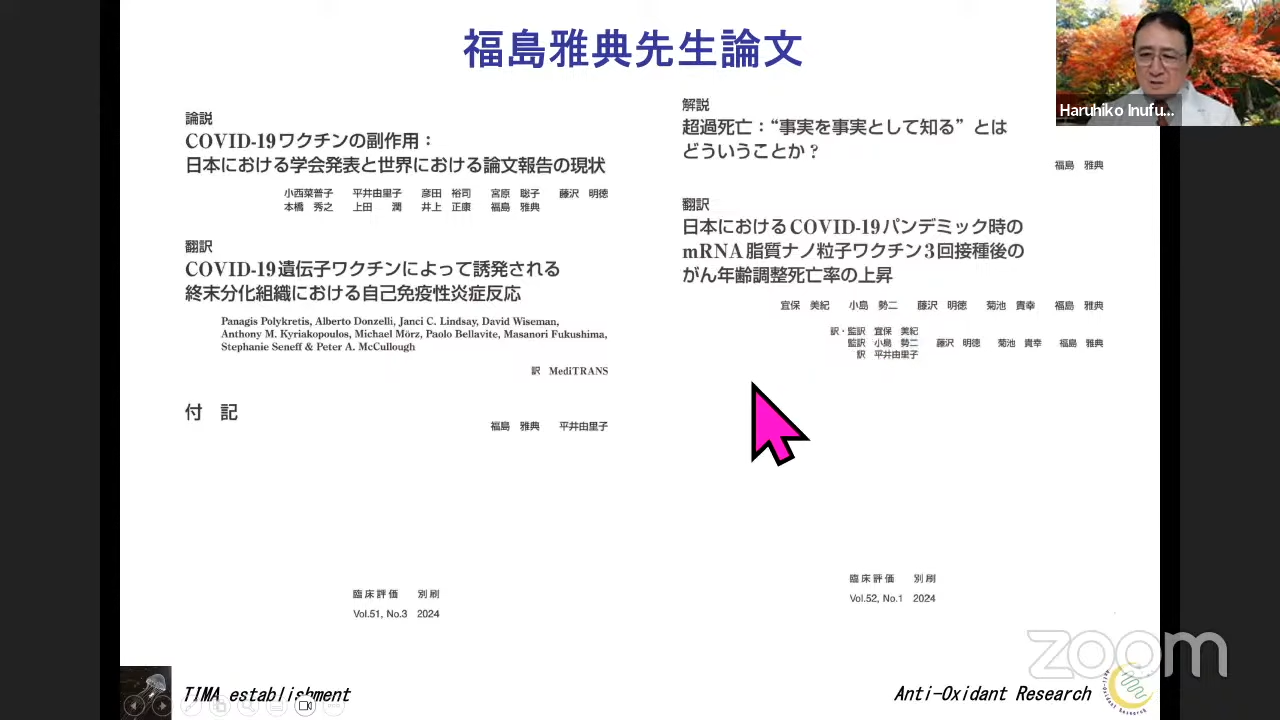 福島雅典先生論文
Haruhiko Inufu...
論説
COVID-19ワクチンの副作用：
日本における学会発表と世界における論文報告の現状
小西菜普子 平井由里子 彦田 裕司 宮原 聡子 藤沢 明徳
本橋 秀之 上田 潤 井上 正康 福島 雅典
翻訳
COVID-19遺伝子ワクチンによって誘発される
終末分化組織における自己免疫性炎症反応
Panagis Polykretis, Alberto Donzelli, Janci C. Lindsay, David Wiseman,
Anthony M. Kyriakopoulos, Michael Mörz, Paolo Bellavite, Masanori Fukushima,
Stephanie Seneff & Peter A. McCullough
訳 MediTRANS
付 記
福島 雅典 平井由里子
臨床評価 別刷
Vol.51, No.3 2024
解説
超過死亡：“事実を事実として知る”とは
どういうことか？
福島 雅典
翻訳
日本におけるCOVID-19パンデミック時の
mRNA脂質ナノ粒子ワクチン3回接種後の
がん年齢調整死亡率の上昇
宜保 美紀 小島 勢二 藤沢 明徳 菊池 貴幸 福島 雅典
訳・監訳 宜保 美紀
監訳 小島 勢二 藤沢 明徳 菊池 貴幸 福島 雅典
訳 平井由里子
臨床評価 別刷
Vol.52, No.1 2024
zoom
TIMA establishment
Anti-Oxidant Research